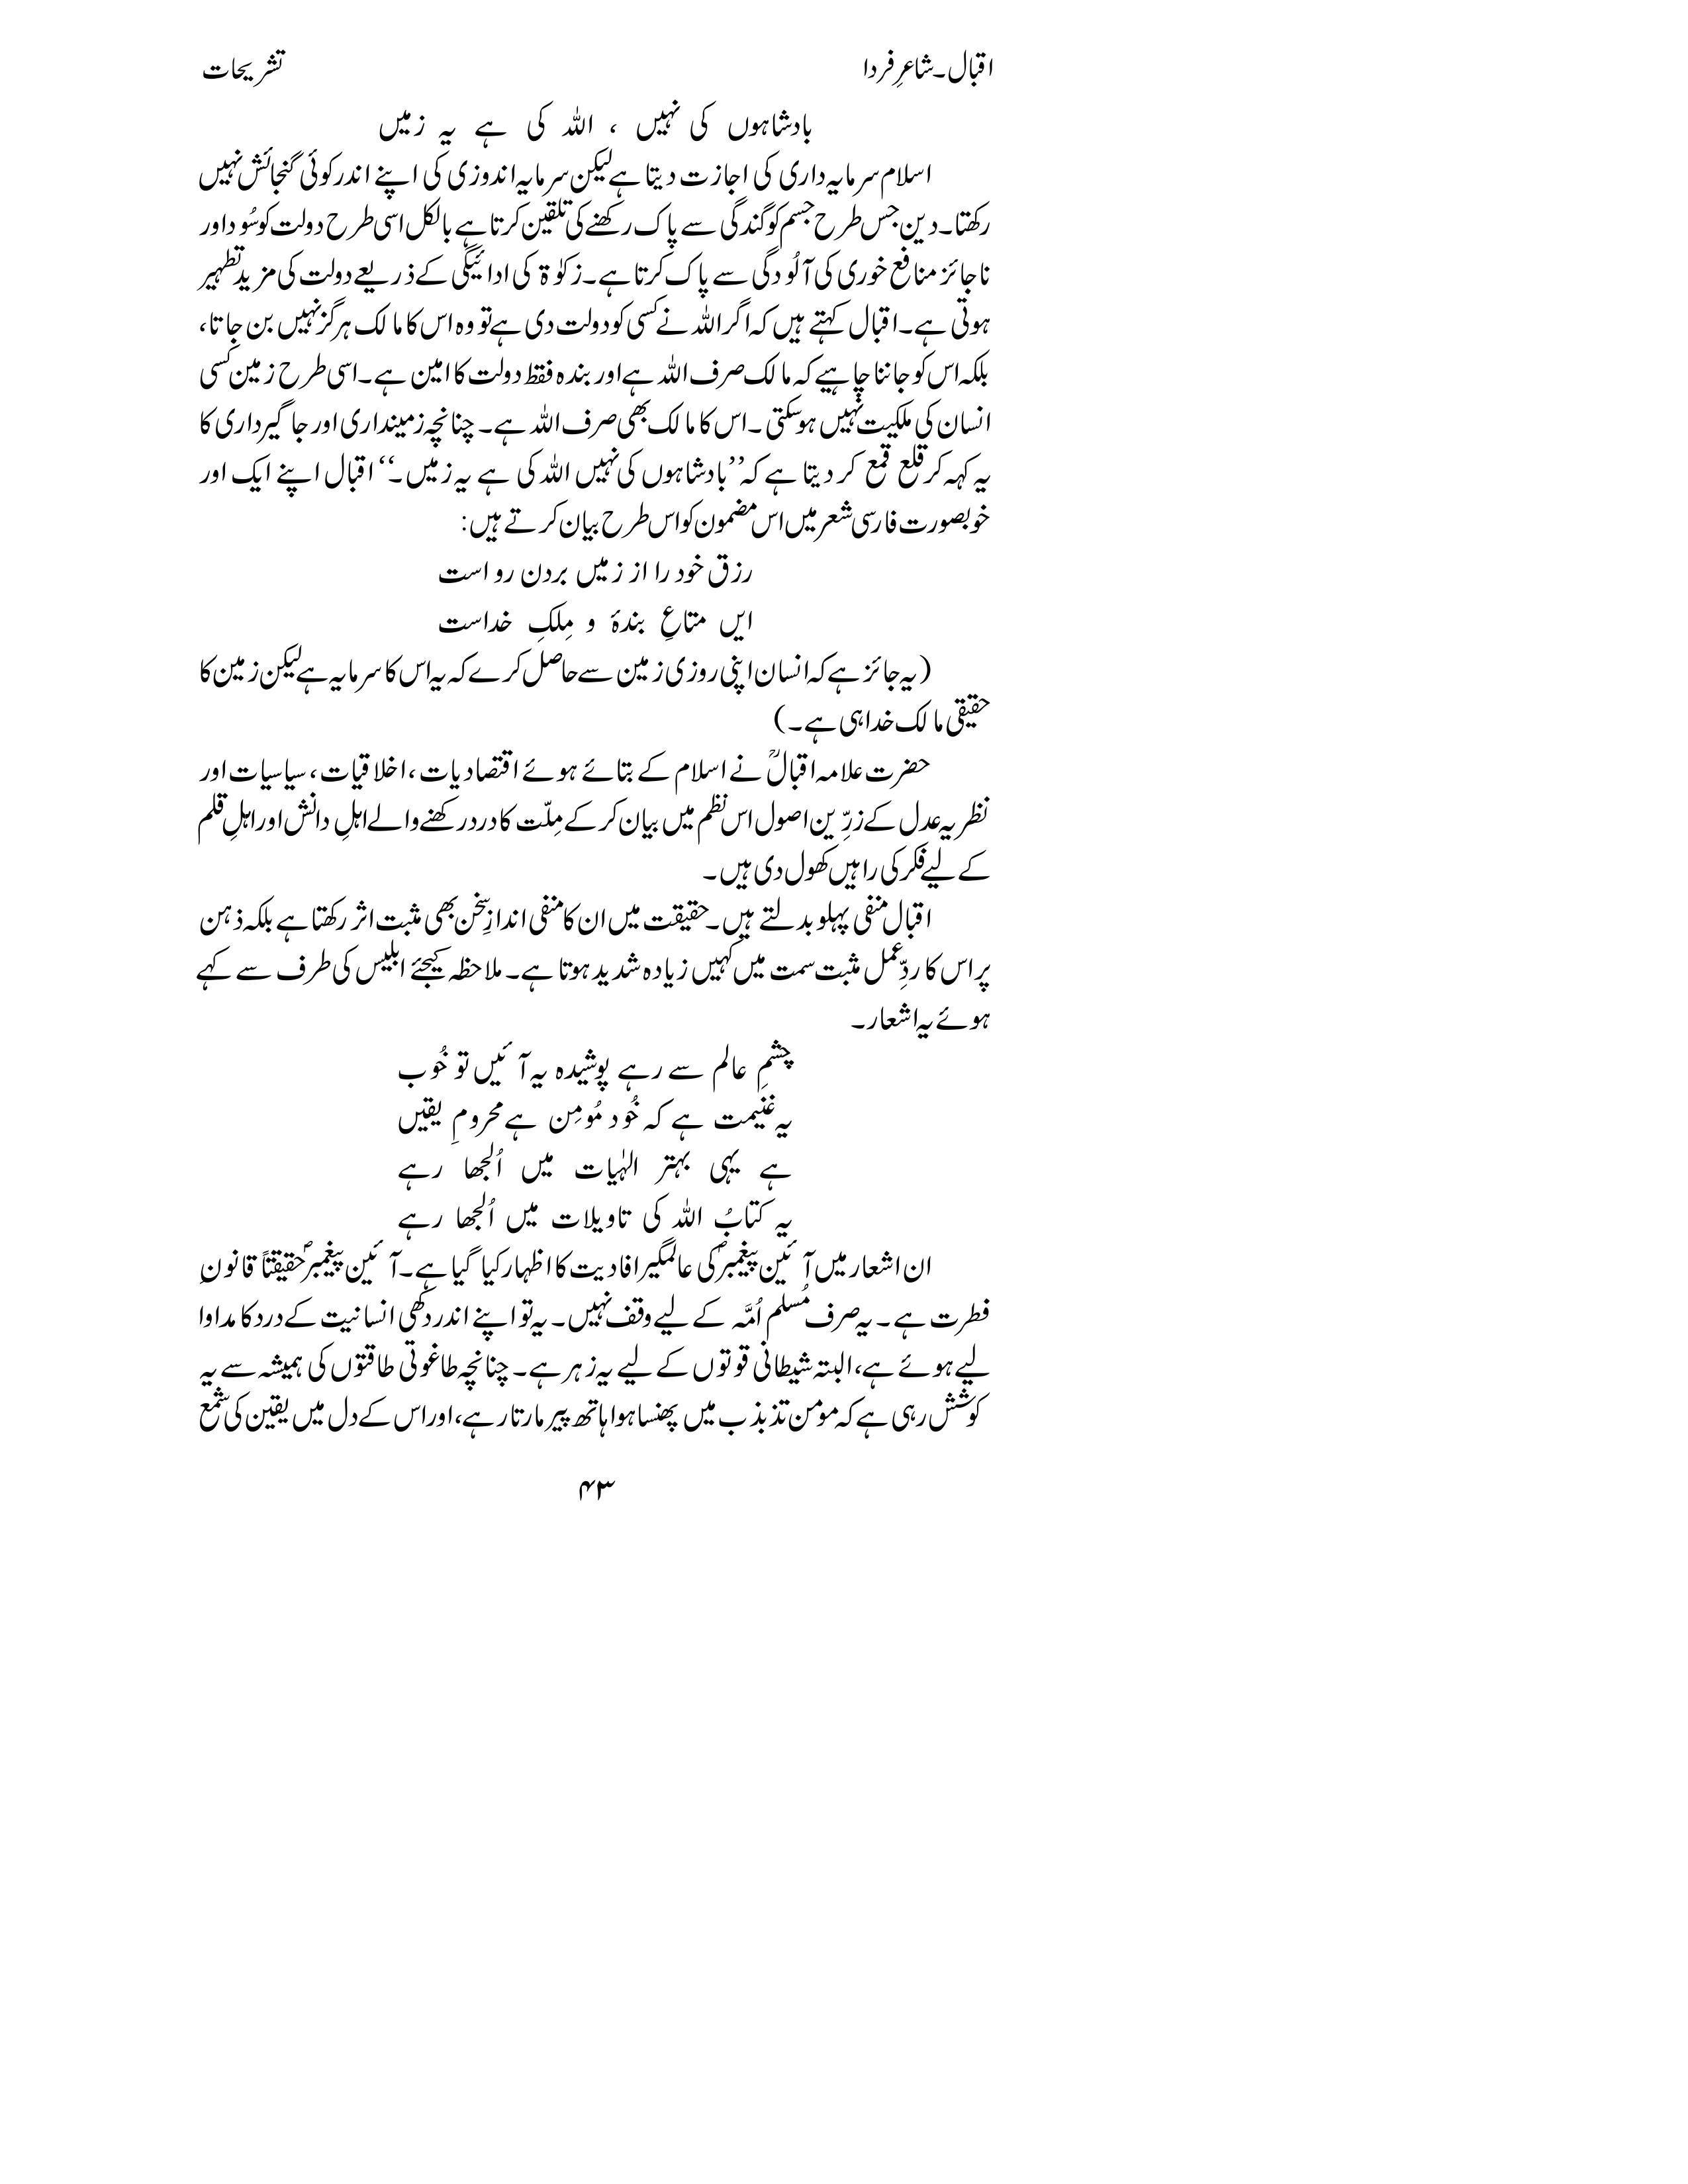 اقبال۔شاعرِ فردا	تشریحات
بادشاہوں کی نہیں ، اللہ کی ہے یہ زمیں
اسلام سرمایہ داری کی اجازت دیتا ہے لیکن سرمایہ اندوزی کی اپنے اندر کوئی گنجائش نہیں
رکھتا۔ دین جس طرح جسم کو گندگی سے پاک رکھنے کی تلقین کرتا ہے بالکل اسی طرح دولت کو سُود اور
ناجائز منافع خوری کی آلُودگی سے پاک کرتا ہے۔ زکوٰۃ کی ادائیگی کے ذریعے دولت کی مزید تطہیر
ہوتی ہے۔ اقبال کہتے ہیں کہ اگر اللہ نے کسی کو دولت دی ہے تو وہ اس کا مالک ہرگز نہیں بن جاتا،
بلکہ اس کو جاننا چاہیے کہ مالک صرف اللہ ہے اور بندہ فقط دولت کا امین ہے۔ اسی طرح زمین کسی
انسان کی ملکیت نہیں ہو سکتی۔ اس کا مالک بھی صرف اللہ ہے۔ چنانچہ زمینداری اور جاگیرداری کا
یہ کہہ کر قلع قمع کر دیتا ہے کہ ’’بادشاہوں کی نہیں اللہ کی ہے یہ زمیں۔‘‘ اقبال اپنے ایک اور
خوبصورت فارسی شعر میں اس مضمون کو اس طرح بیان کرتے ہیں:
رزق خود را از زمیں بردن رواست
ایں متاعِ بندۂ و مِلکِ خداست
(یہ جائز ہے کہ انسان اپنی روزی زمین سے حاصل کرے کہ یہ اس کا سرمایہ ہے لیکن زمین کا
حقیقی مالک خدا ہی ہے۔)
حضرت علامہ اقبالؒ نے اسلام کے بتائے ہوئے اقتصادیات، اخلاقیات، سیاسیات اور
نظریہ عدل کے زرِّیں اصول اس نظم میں بیان کر کے مِلّت کا درد رکھنے والے اہلِ دانش اور اہلِ قلم
کے لیے فکر کی راہیں کھول دی ہیں۔
اقبال منفی پہلو بدلتے ہیں۔ حقیقت میں ان کا منفی اندازِ سخن بھی مثبت اثر رکھتا ہے بلکہ ذہن
پر اس کا ردِّ عمل مثبت سمت میں کہیں زیادہ شدید ہوتا ہے۔ ملاحظہ کیجئے ابلیس کی طرف سے کہے
ہوئے یہ اشعار۔
چشمِ عالم سے رہے پوشیدہ یہ آئیں تو خُوب
یہ غنیمت ہے کہ خُود مُومِن ہے محرومِ یقیں
ہے یہی بہتر الہٰیات میں اُلجھا رہے
یہ کتابُ اللہ کی تاویلات میں اُلجھا رہے
ان اشعار میں آئین پیغمبرؐ کی عالمگیر افادیت کا اظہار کیا گیا ہے۔ آئین پیغمبرؐ حقیقتاً قانونِ
فطرت ہے۔ یہ صرف مُسلم اُمَّہ کے لیے وقف نہیں۔ یہ تو اپنے اندر دکھی انسانیت کے درد کا مداوا
لیے ہوئے ہے، البتہ شیطانی قوتوں کے لیے یہ زہر ہے۔ چنانچہ طاغوتی طاقتوں کی ہمیشہ سے یہ
کوشش رہی ہے کہ مومن تذبذب میں پھنسا ہوا ہاتھ پیر مارتا رہے، اور اس کے دل میں یقین کی شمع
۴۳